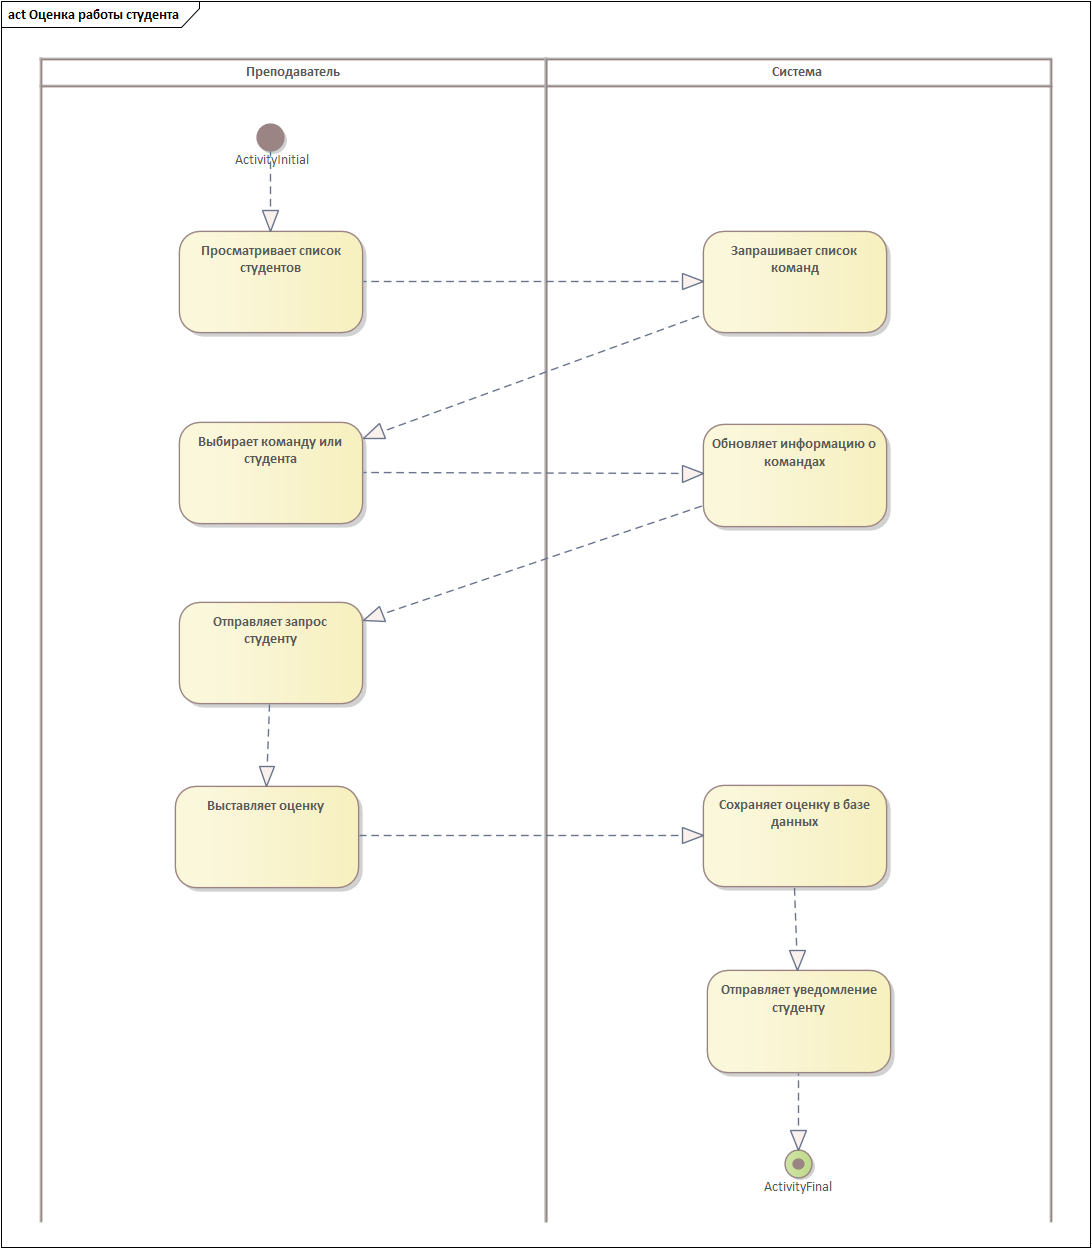 act Оценка работы студента
Преподаватель
Система
ActivityInitial
Просматривает список
студентов
Запрашивает список
команд
Выбирает команду или
студента
Обновляет информацию о
командах
Отправляет запрос
студенту
Выставляет оценку
Сохраняет оценку в базе
данных
Отправляет уведомление
студенту
ActivityFinal